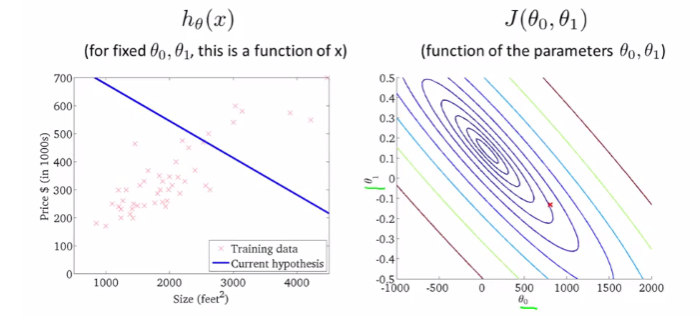 h_θ(x)
(for fixed θ₀, θ₁, this is a function of x)
700
600
500
400
300
200
100
0
Price $ (in 1000s)
1000 2000 3000 4000
Size (feet²)
Training data
Current hypothesis
J(θ₀, θ₁)
(function of the parameters θ₀, θ₁)
0.5
0.4
0.3
0.2
0.1
0
-0.1
-0.2
-0.3
-0.4
-0.5
θ₁
-1000 -500 0 500 1000 1500 2000
θ₀